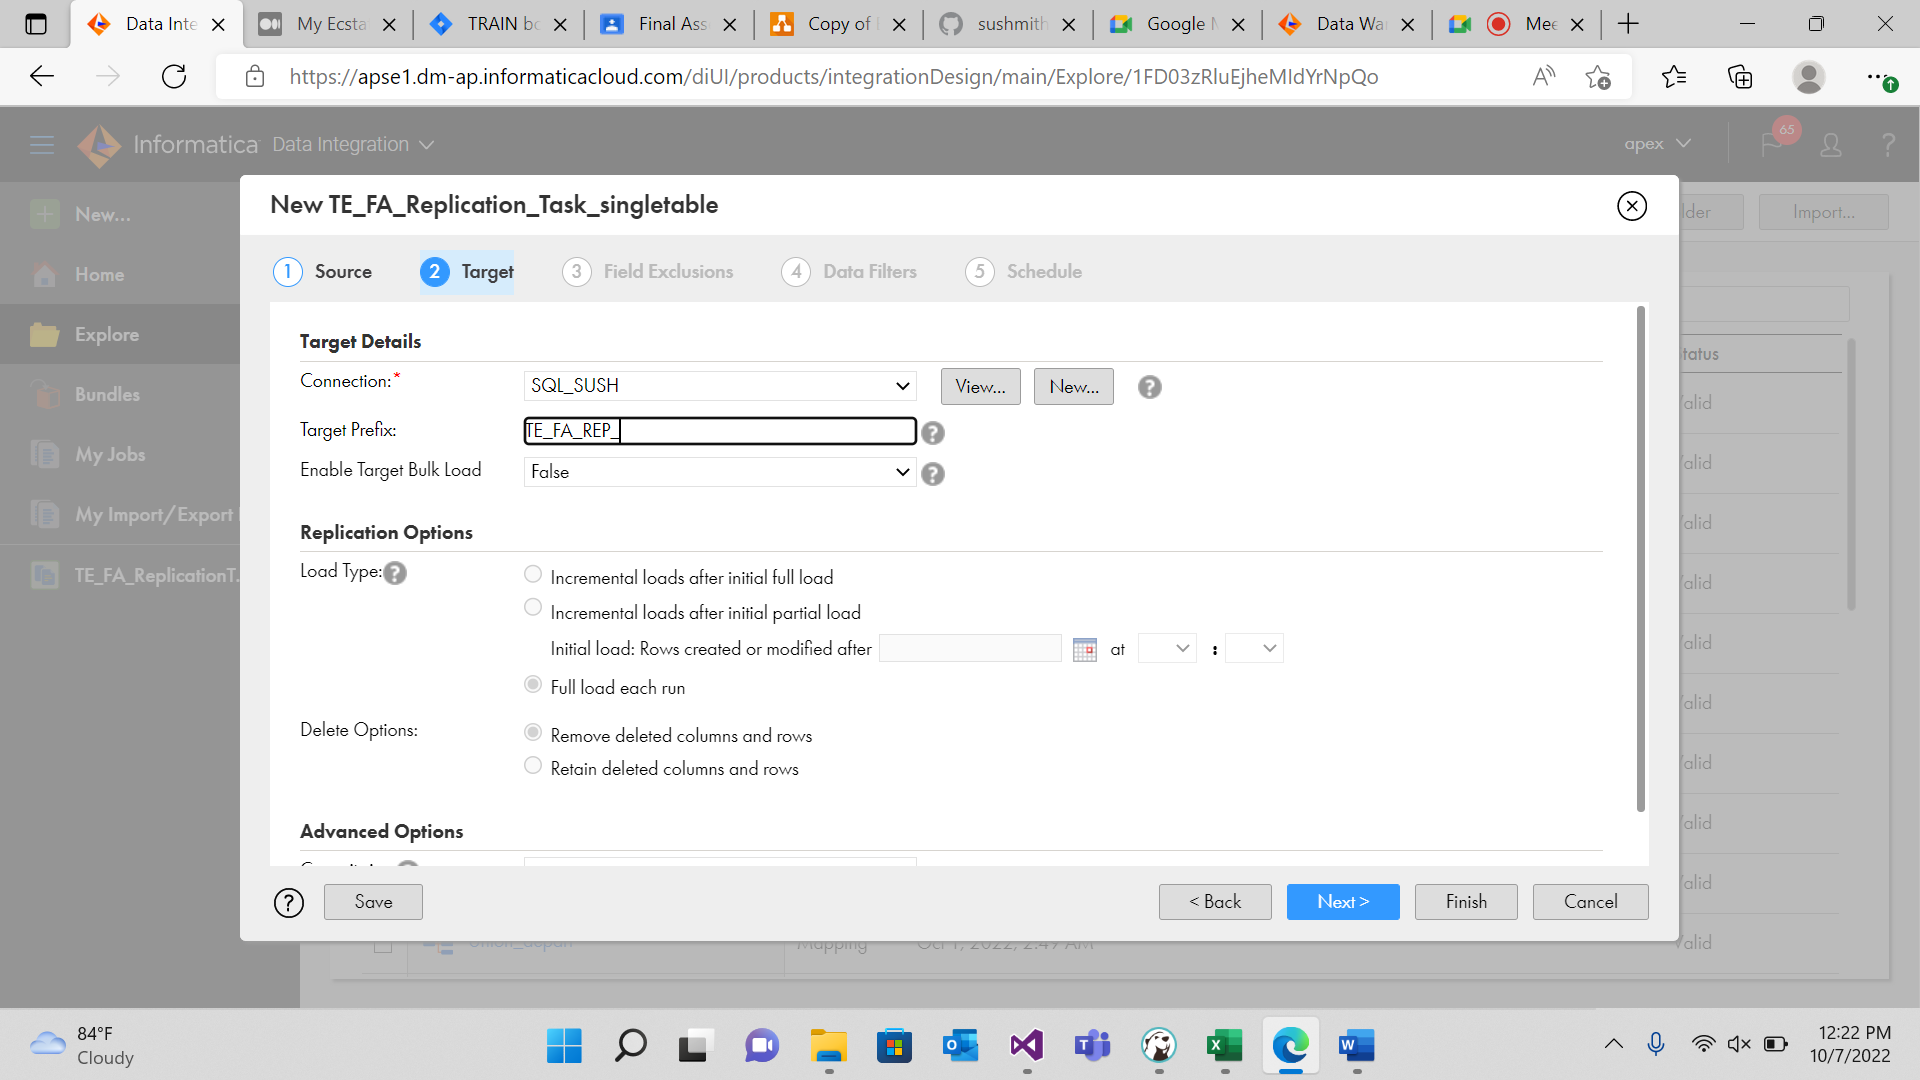 Data Inte
My Ecsta
TRAIN bo
Final Ass
Copy of
sushmith
Google M
Data Wa
Mee
https://apse1.dm-ap.informaticacloud.com/diUI/products/integrationDesign/main/Explore/1FD03zRluEjheMIdYrNpQo
Informatica Data Integration
apex
65
?
New...
Home
Explore
Bundles
My Jobs
My Import/Export
TE_FA_ReplicationT...
lder
Import...
tatus
alid
alid
alid
alid
alid
alid
alid
alid
alid
alid
New TE_FA_Replication_Task_singletable
1 Source
2 Target
3 Field Exclusions
4 Data Filters
5 Schedule
Target Details
Connection:* SQL_SUSH View... New... ?
Target Prefix: TE_FA_REP_ ?
Enable Target Bulk Load False ?
Replication Options
Load Type: ? Incremental loads after initial full load
Incremental loads after initial partial load
Initial load: Rows created or modified after at :
Full load each run
Delete Options: Remove deleted columns and rows
Retain deleted columns and rows
Advanced Options
? Save < Back Next > Finish Cancel
Union_depart Mapping Oct 1, 2022, 2:49 AM
84°F
Cloudy
12:22 PM
10/7/2022